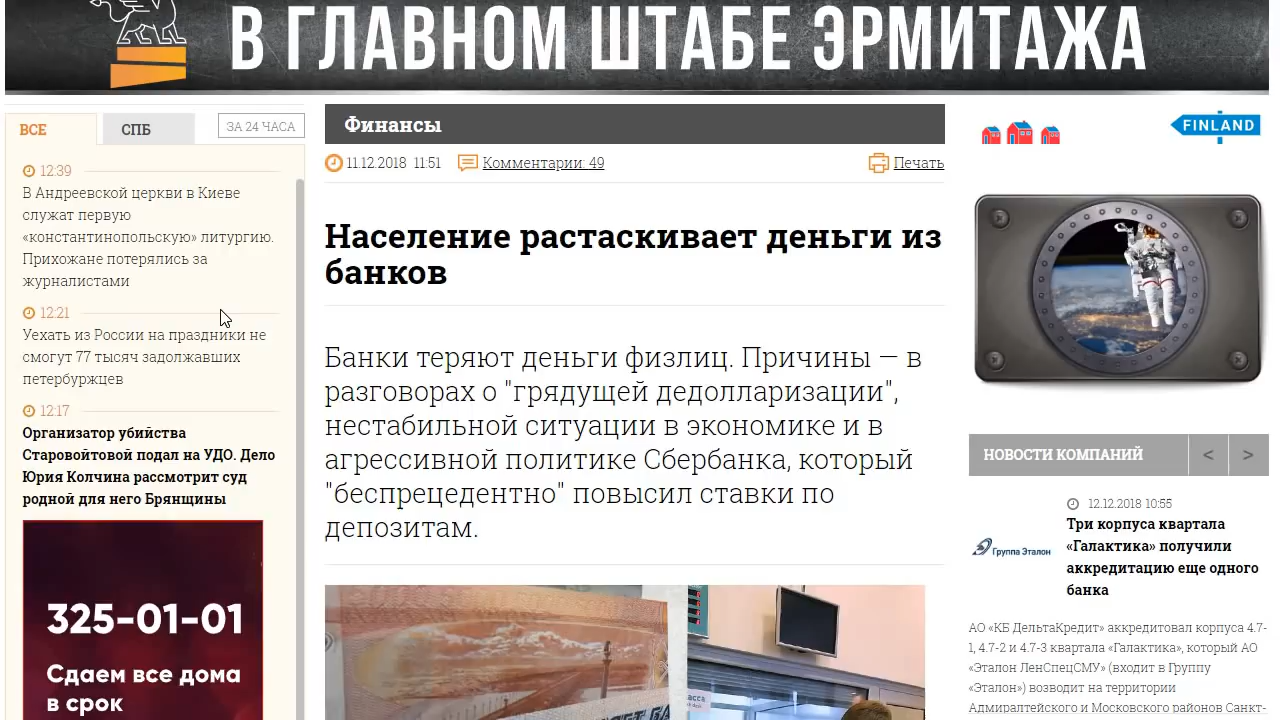 В ГЛАВНОМ ШТАБЕ ЭРМИТАЖА
ВСЕ
СПБ
ЗА 24 ЧАСА
12:39
В Андреевской церкви в Киеве
служат первую
«константинопольскую» литургию.
Прихожане потерялись за
журналистами
12:21
Уехать из России на праздники не
смогут 77 тысяч задолжавших
петербуржцев
12:17
Организатор убийства
Старовойтовой подал на УДО. Дело
Юрия Колчина рассмотрит суд
родной для него Брянщины
325-01-01
Сдаем все дома
в срок
Финансы
11.12.2018 11:51
Комментарии: 49
Печать
Население растаскивает деньги из
банков
Банки теряют деньги физлиц. Причины — в
разговорах о "грядущей дедолларизации",
нестабильной ситуации в экономике и в
агрессивной политике Сбербанка, который
"беспрецедентно" повысил ставки по
депозитам.
FINLAND
НОВОСТИ КОМПАНИЙ
< >
12.12.2018 10:55
Группа Эталон
Три корпуса квартала
«Галактика» получили
аккредитацию еще одного
банка
АО «КБ ДельтаКредит» аккредитовал корпуса 4.7-
1, 4.7-2 и 4.7-3 квартала «Галактика», который АО
«Эталон ЛенСпецСМУ» (входит в Группу
«Эталон») возводит на территории
Адмиралтейского и Московского районов Санкт-